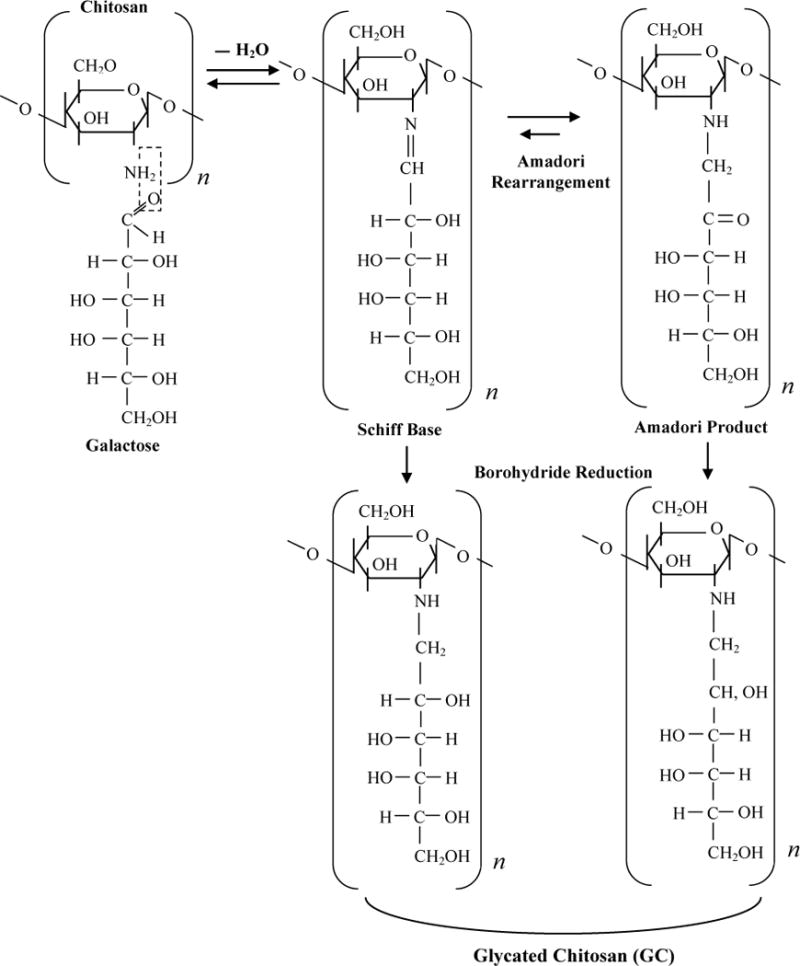 Chitosan
CH₂O
O
O
O
OH
NH₂
n
O
C
H
H—C—OH
HO—C—H
HO—C—H
H—C—OH
CH₂OH
Galactose
— H₂O
CH₂OH
O
O
O
OH
N
CH
H—C—OH
HO—C—H
HO—C—H
H—C—OH
CH₂OH
n
Schiff Base
Amadori
Rearrangement
CH₂OH
O
O
O
OH
NH
CH₂
C=O
HO—C—H
HO—C—H
H—C—OH
CH₂OH
n
Amadori Product
Borohydride Reduction
CH₂OH
O
O
O
OH
NH
CH₂
H—C—OH
HO—C—H
HO—C—H
H—C—OH
CH₂OH
n
CH₂OH
O
O
O
OH
NH
CH₂
CH, OH
HO—C—H
HO—C—H
H—C—OH
CH₂OH
n
Glycated Chitosan (GC)